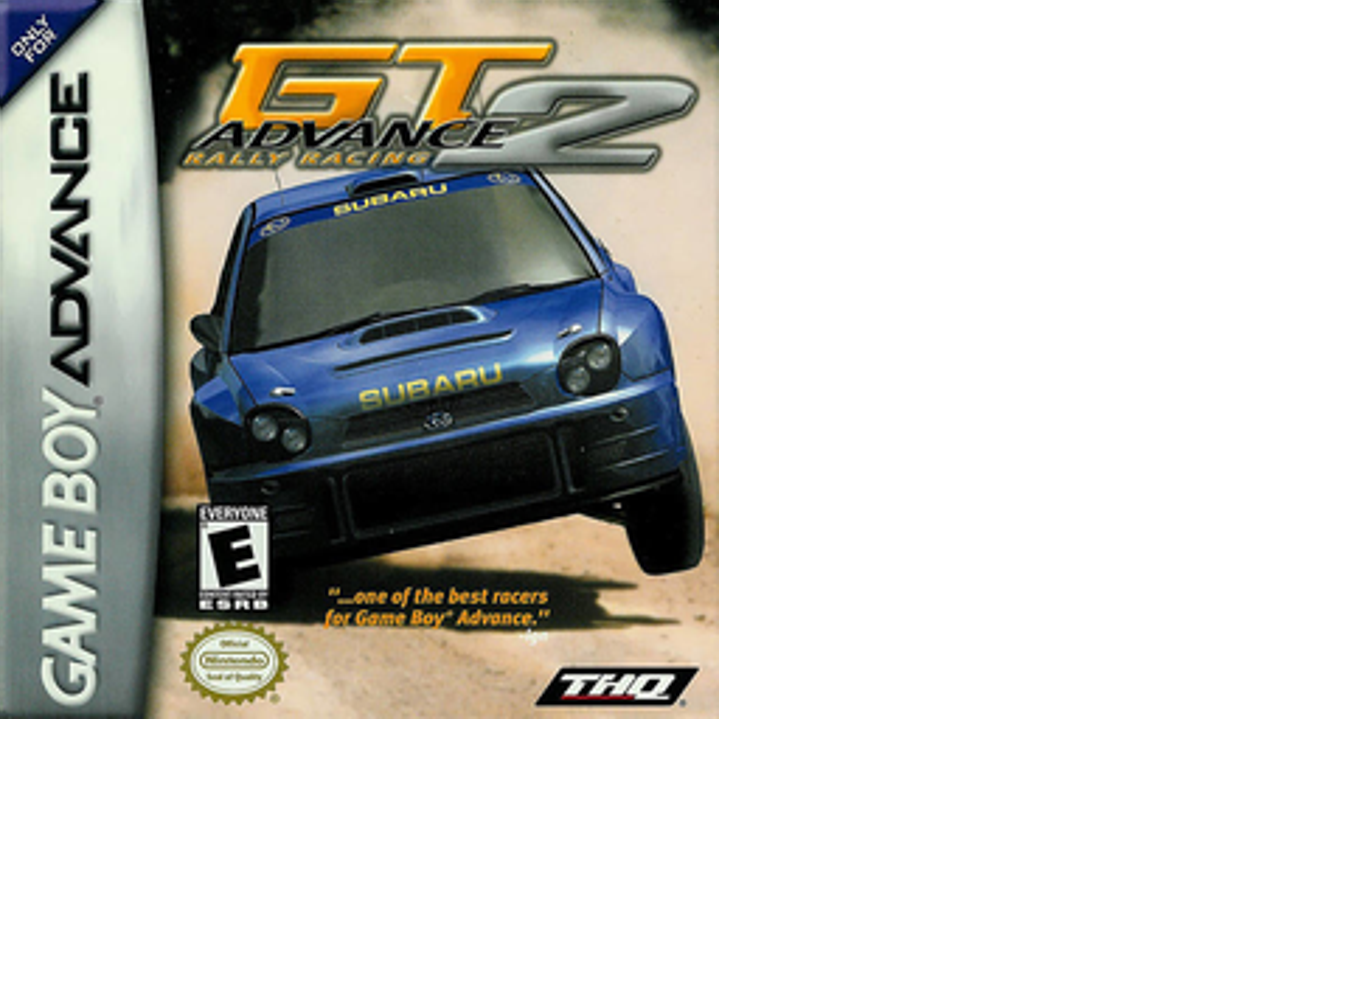 ONLY
FOR
GAME BOY ADVANCE
GT
ADVANCE 2
RALLY RACING
SUBARU
SUBARU
EVERYONE
E
ESRB
"...one of the best racers
for Game Boy® Advance."
-ign
Official
Nintendo
Seal of Quality
THQ